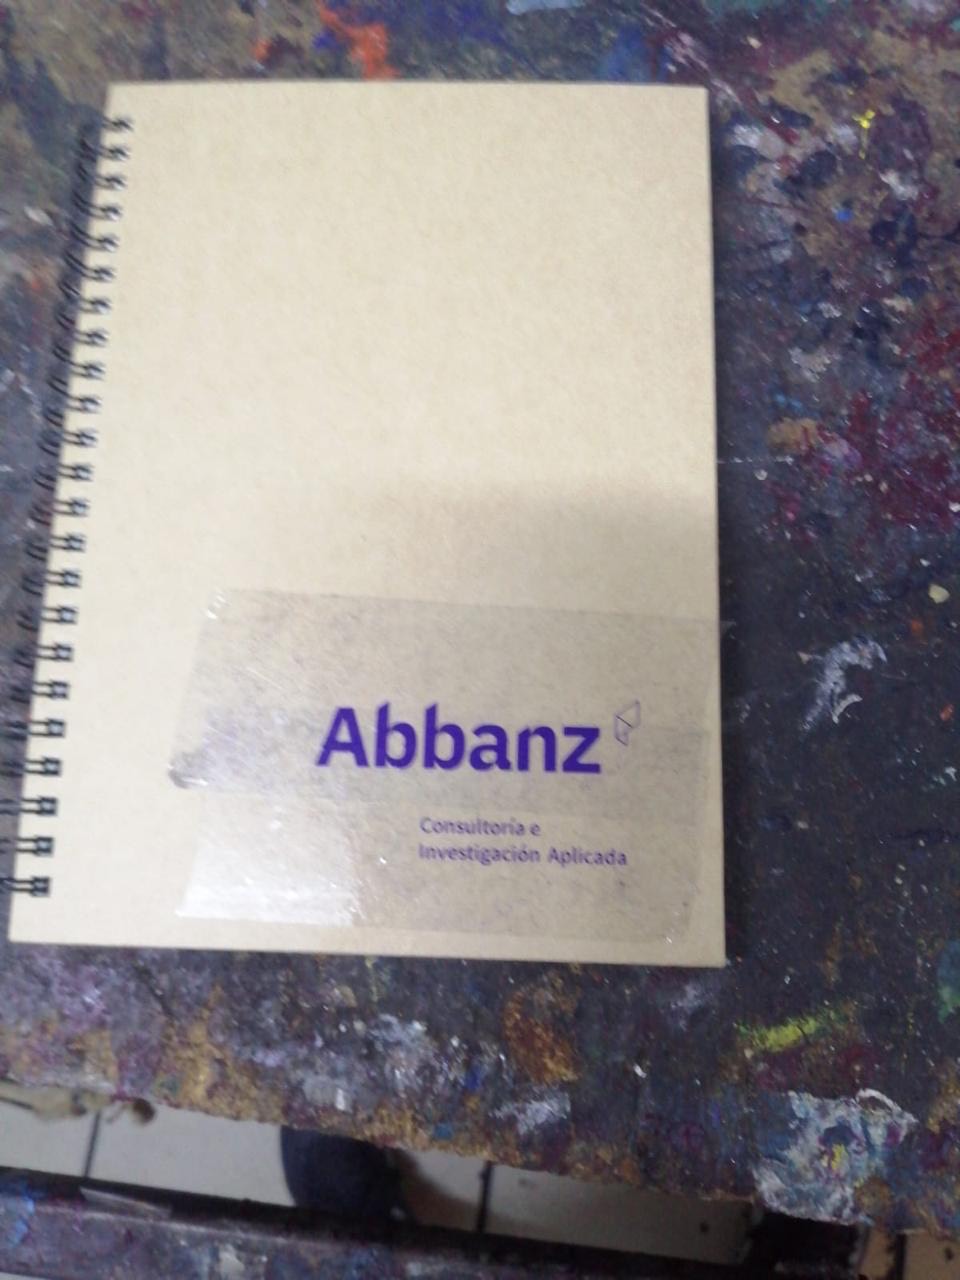 Abbanz
Consultoría e
Investigación Aplicada